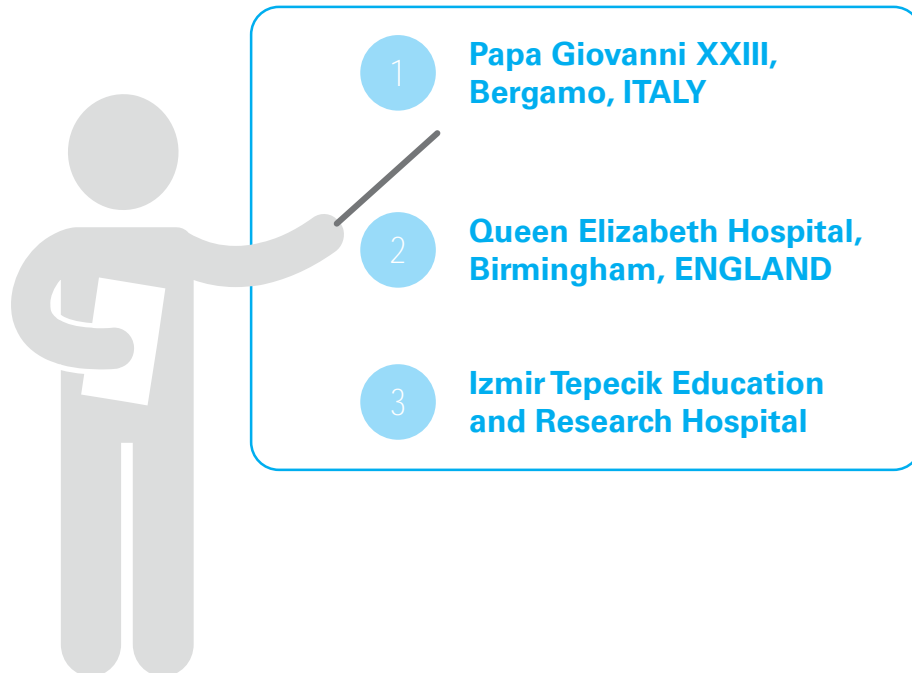 1
Papa Giovanni XXIII,
Bergamo, ITALY
2
Queen Elizabeth Hospital,
Birmingham, ENGLAND
3
Izmir Tepecik Education
and Research Hospital